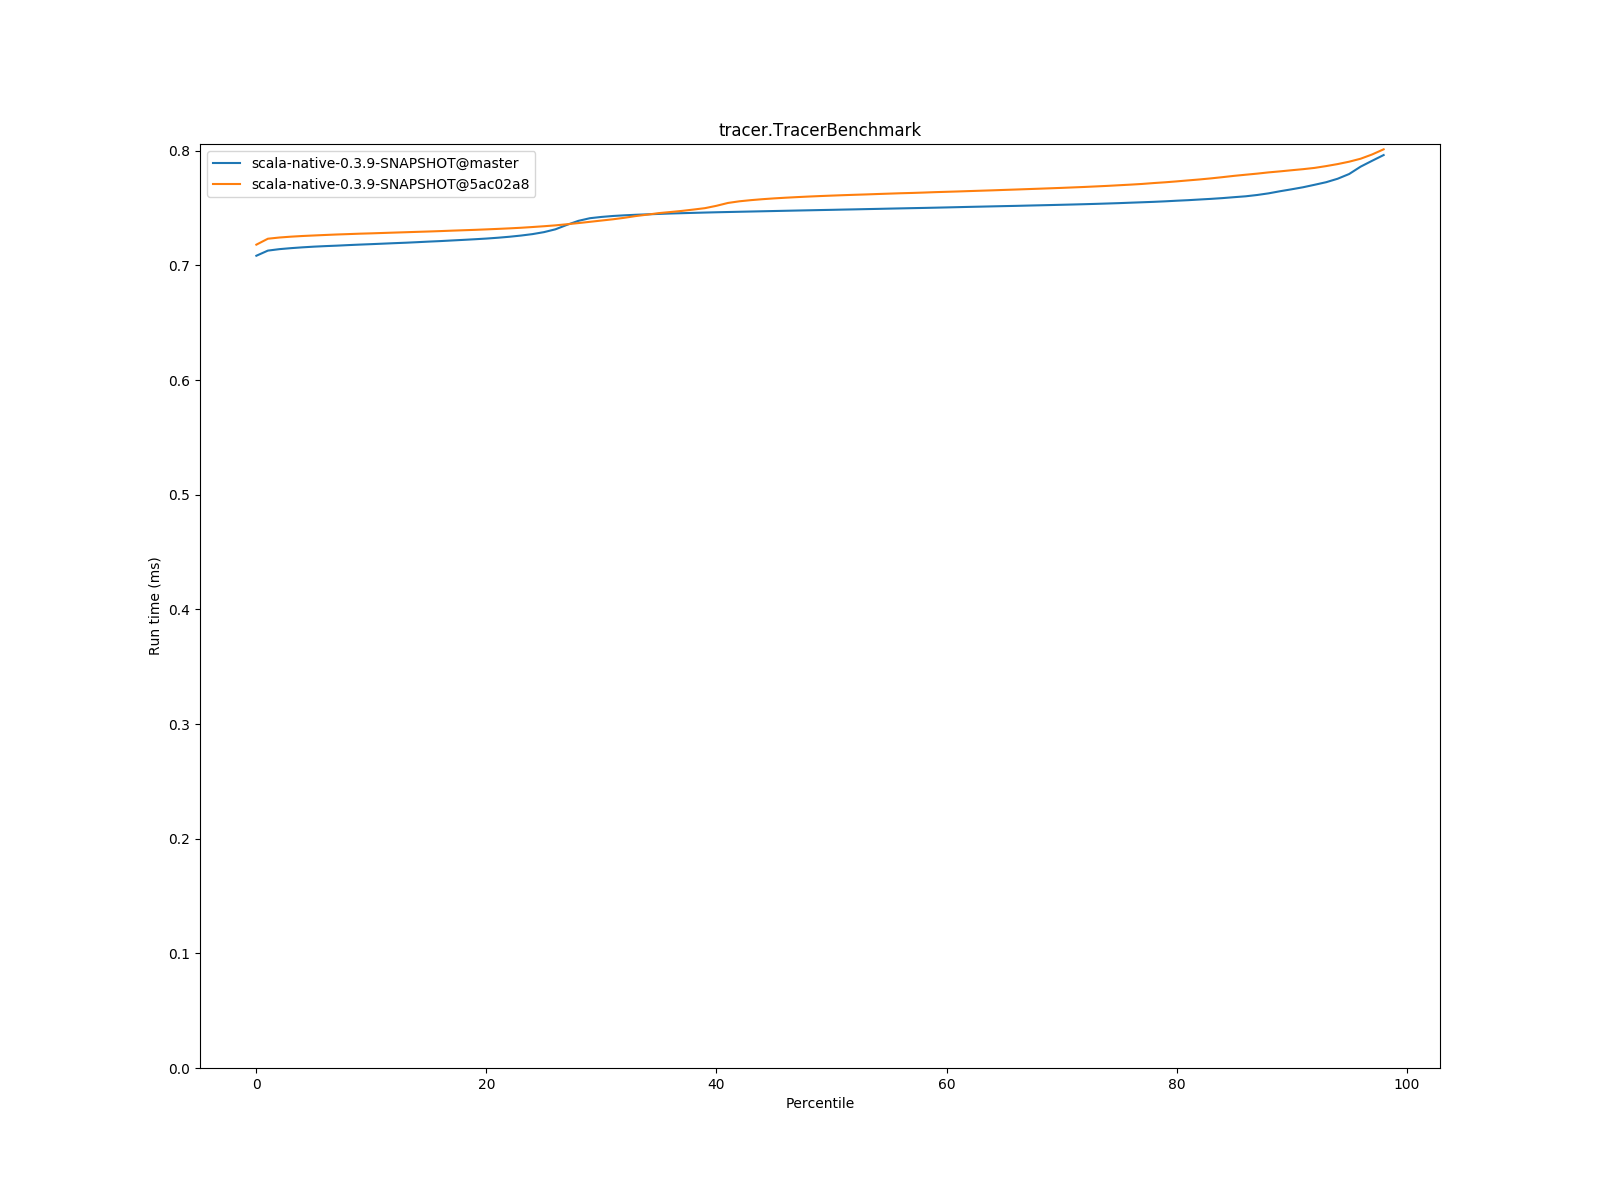 tracer.TracerBenchmark
scala-native-0.3.9-SNAPSHOT@master
scala-native-0.3.9-SNAPSHOT@5ac02a8
0.8
0.7
0.6
0.5
0.4
0.3
0.2
0.1
0.0
Run time (ms)
0 20 40 60 80 100
Percentile